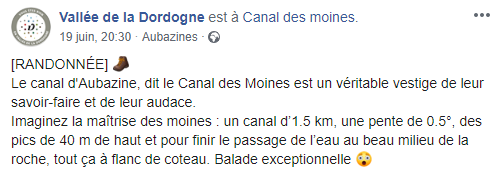 Vallée de la Dordogne est à Canal des moines.
19 juin, 20:30 · Aubazines ·
[RANDONNÉE] 🥾
Le canal d'Aubazine, dit le Canal des Moines est un véritable vestige de leur
savoir-faire et de leur audace.
Imaginez la maîtrise des moines : un canal d'1.5 km, une pente de 0.5°, des
pics de 40 m de haut et pour finir le passage de l'eau au beau milieu de la
roche, tout ça à flanc de coteau. Balade exceptionnelle 😲